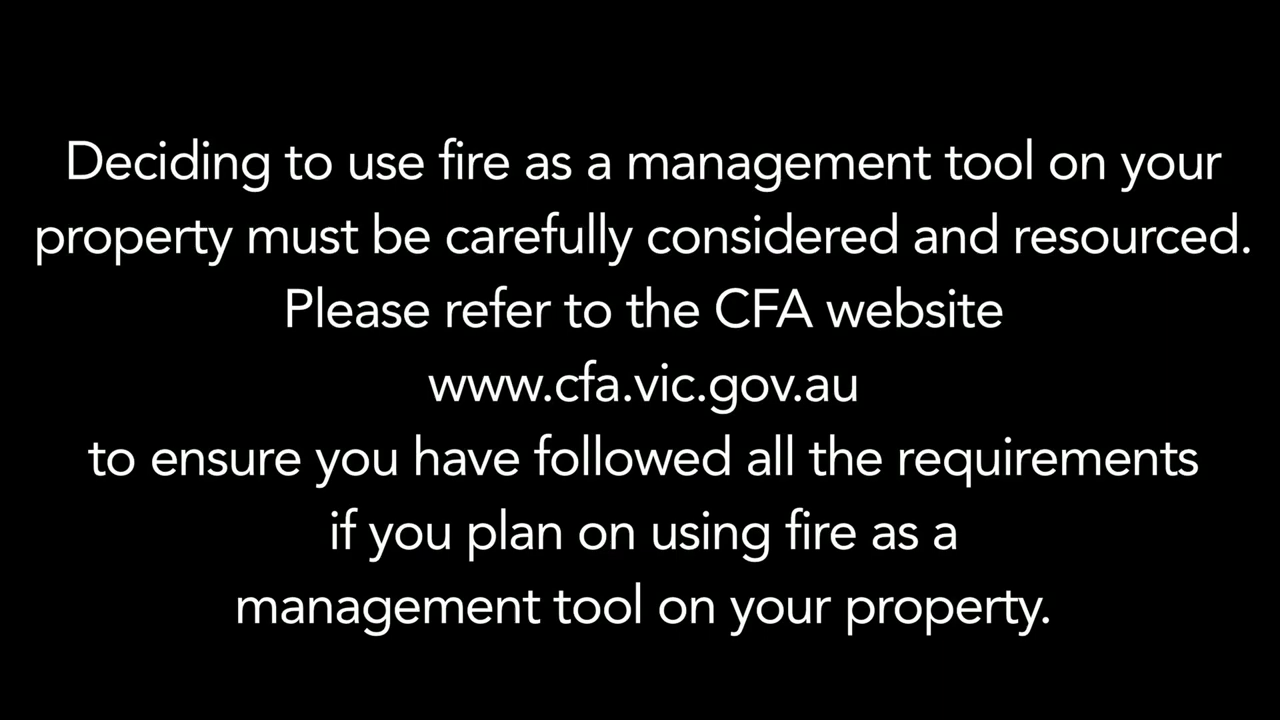 Deciding to use fire as a management tool on your
property must be carefully considered and resourced.
Please refer to the CFA website
www.cfa.vic.gov.au
to ensure you have followed all the requirements
if you plan on using fire as a
management tool on your property.